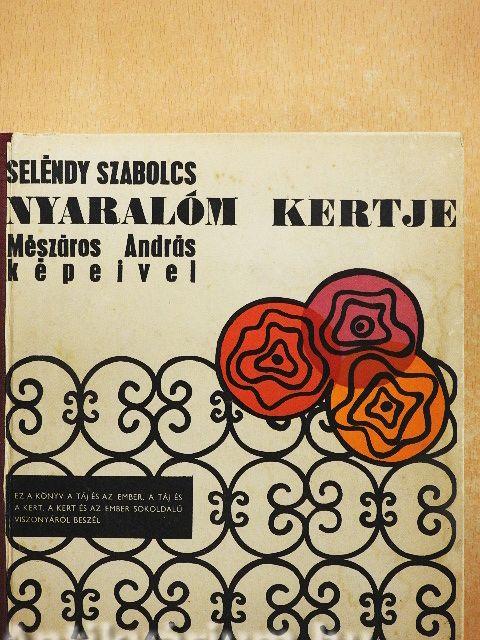 SELÉNDY SZABOLCS
NYARALÓM KERTJE
Mészáros András
képeivel
EZ A KÖNYV A TÁJ ÉS AZ EMBER, A TÁJ ÉS
A KERT, A KERT ÉS AZ EMBER SOKOLDALÚ
VISZONYÁRÓL BESZÉL